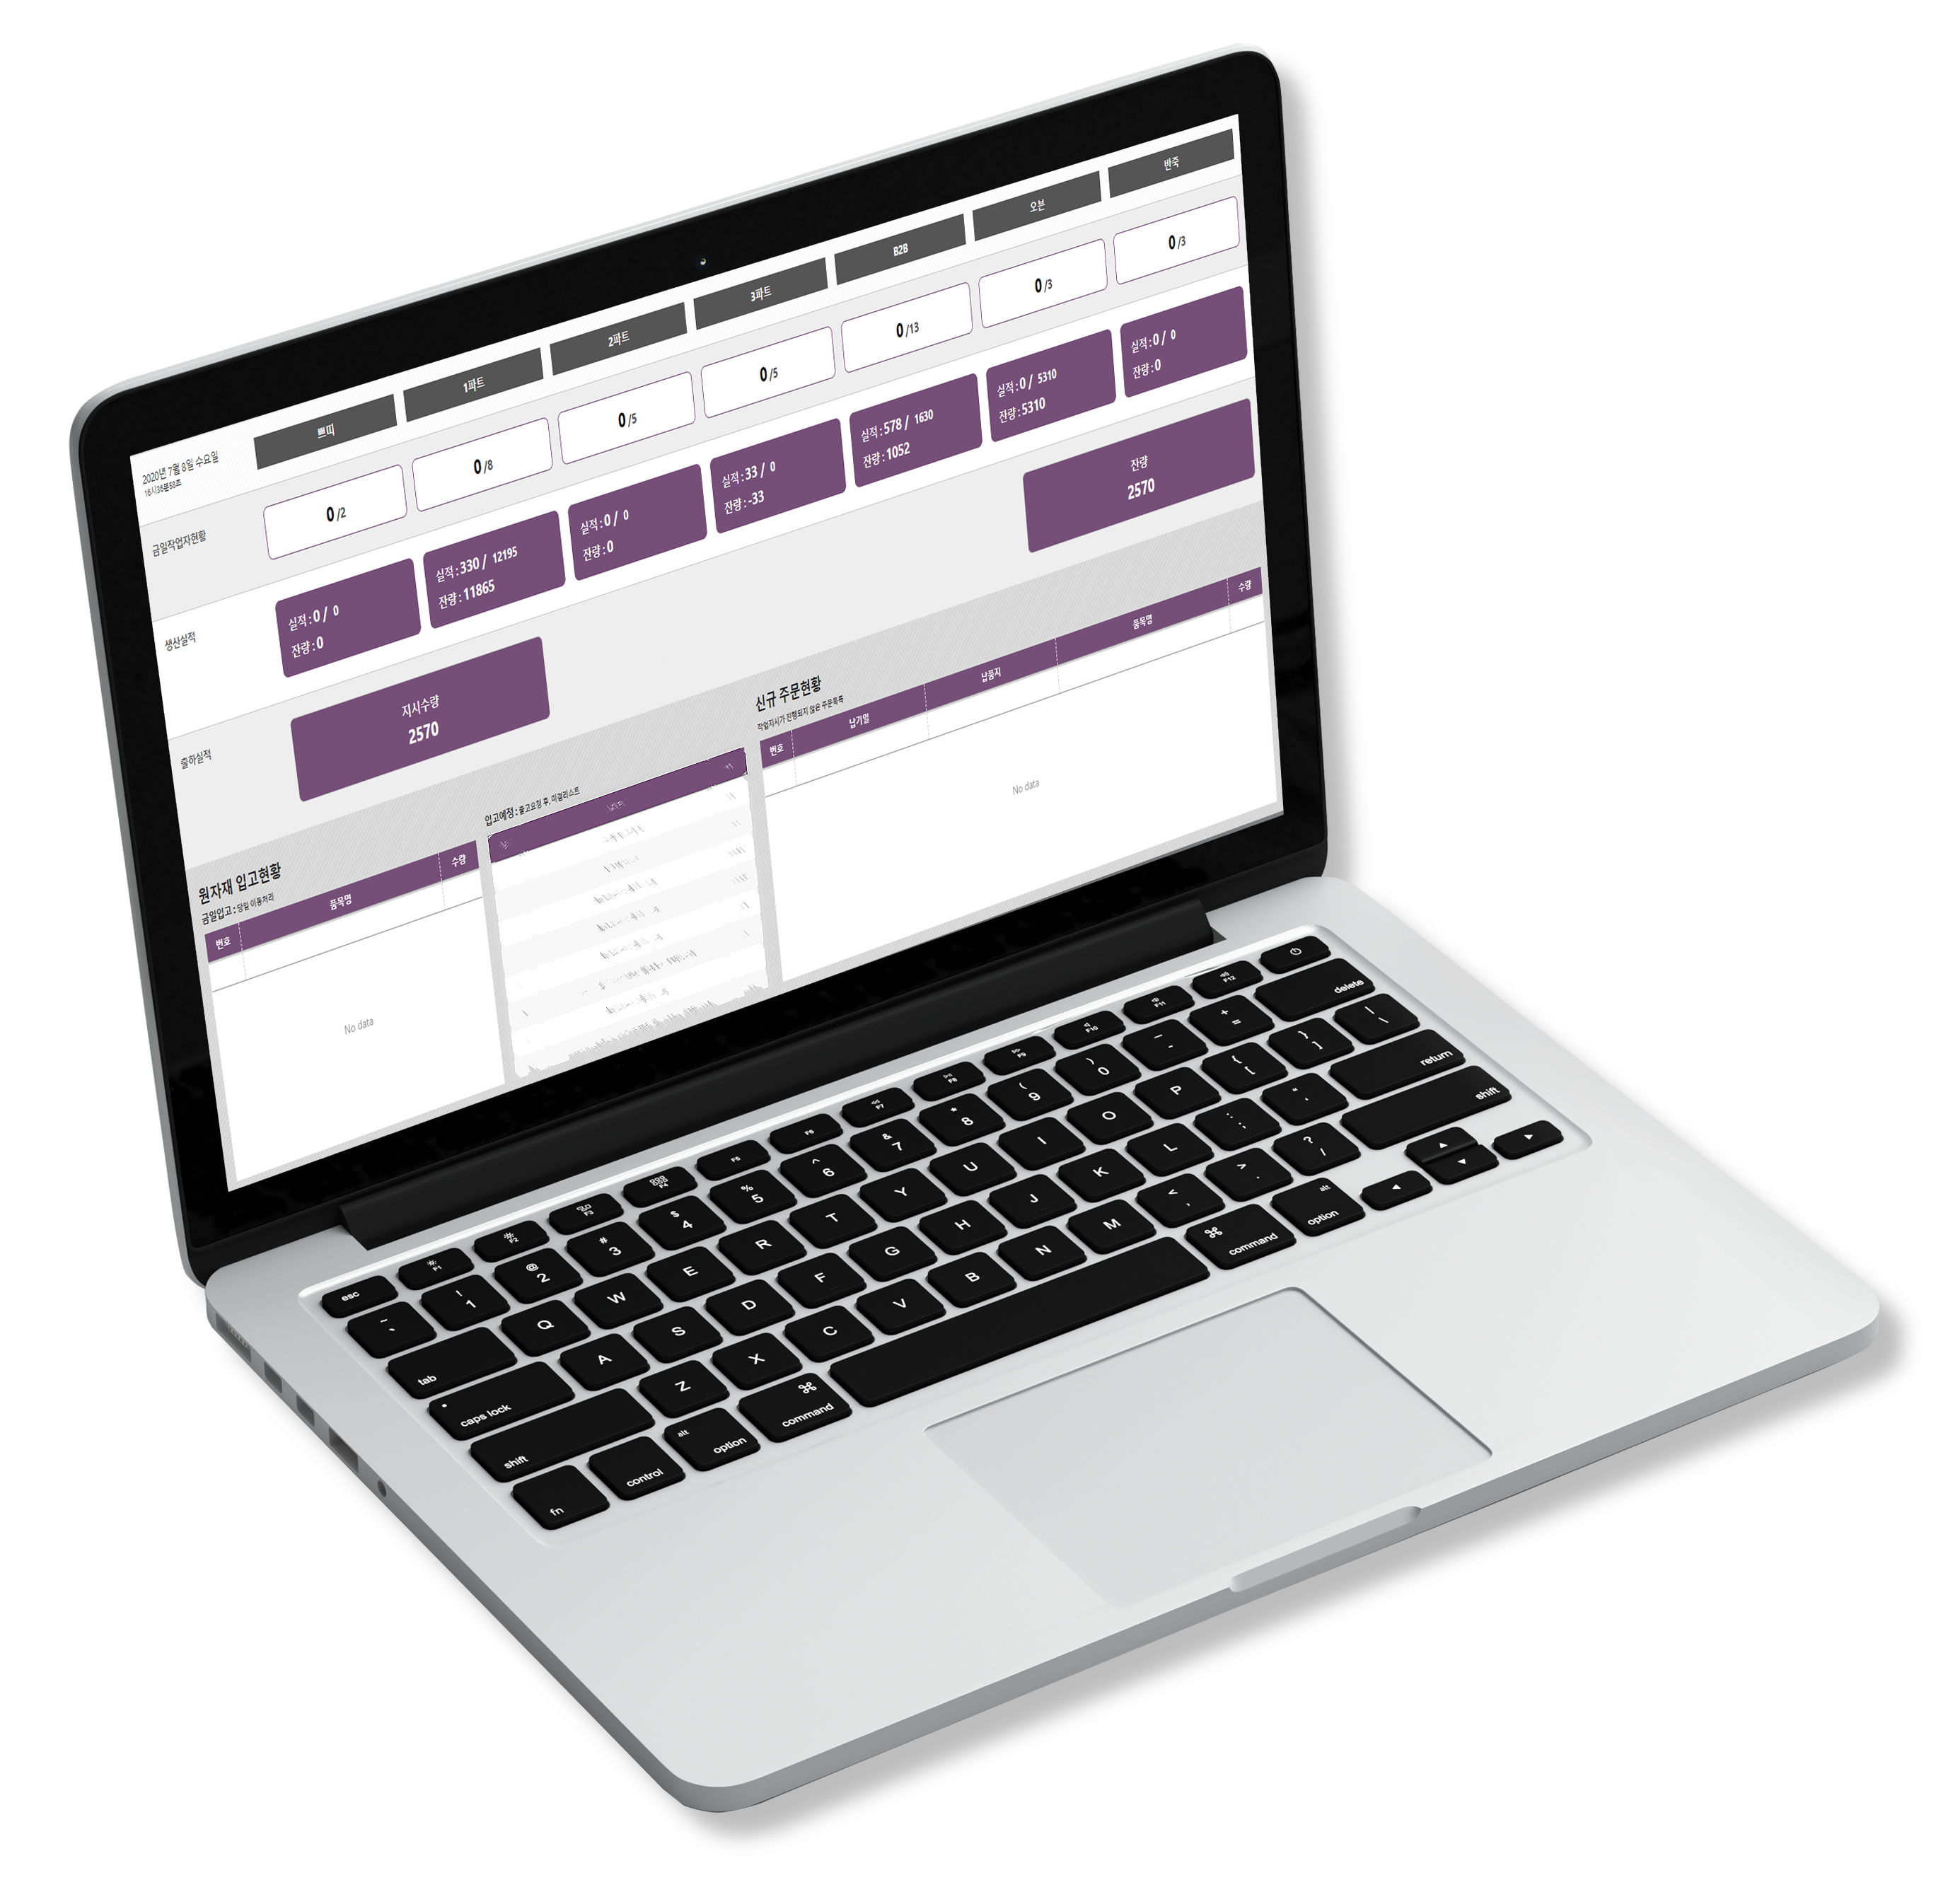 2020년 7월 8일 수요일
16시36분58초
쁘띠
1파트
2파트
3파트
B2B
오븐
반죽
금일작업자현황
0 /2
0 /8
0 /5
0 /5
0 /13
0 /3
0 /3
생산실적
실적 : 0 / 0
잔량 : 0
실적 : 330 / 12195
잔량 : 11865
실적 : 0 / 0
잔량 : 0
실적 : 33 / 0
잔량 : -33
실적 : 578 / 1630
잔량 : 1052
실적 : 0 / 5310
잔량 : 5310
실적 : 0 / 0
잔량 : 0
출하실적
지시수량
2570
잔량
2570
원자재 입고현황
금일입고 : 당일 이동처리
번호 품목명 수량
No data
입고예정 : 출고요청 후, 미결리스트
신규 주문현황
작업지시가 진행되지 않은 주문목록
번호 납기일 납품지 품목명 수량
No data
esc F1 F2 F3 F4 F5 F6 F7 F8 F9 F10 F11 F12
~ ` ! 1 @ 2 # 3 $ 4 % 5 ^ 6 & 7 * 8 ( 9 ) 0 _ - + = delete
tab Q W E R T Y U I O P { [ } ] | \
caps lock A S D F G H J K L : ; " ' return
shift Z X C V B N M < , > . ? / shift
fn control alt option ⌘ command ⌘ command alt option